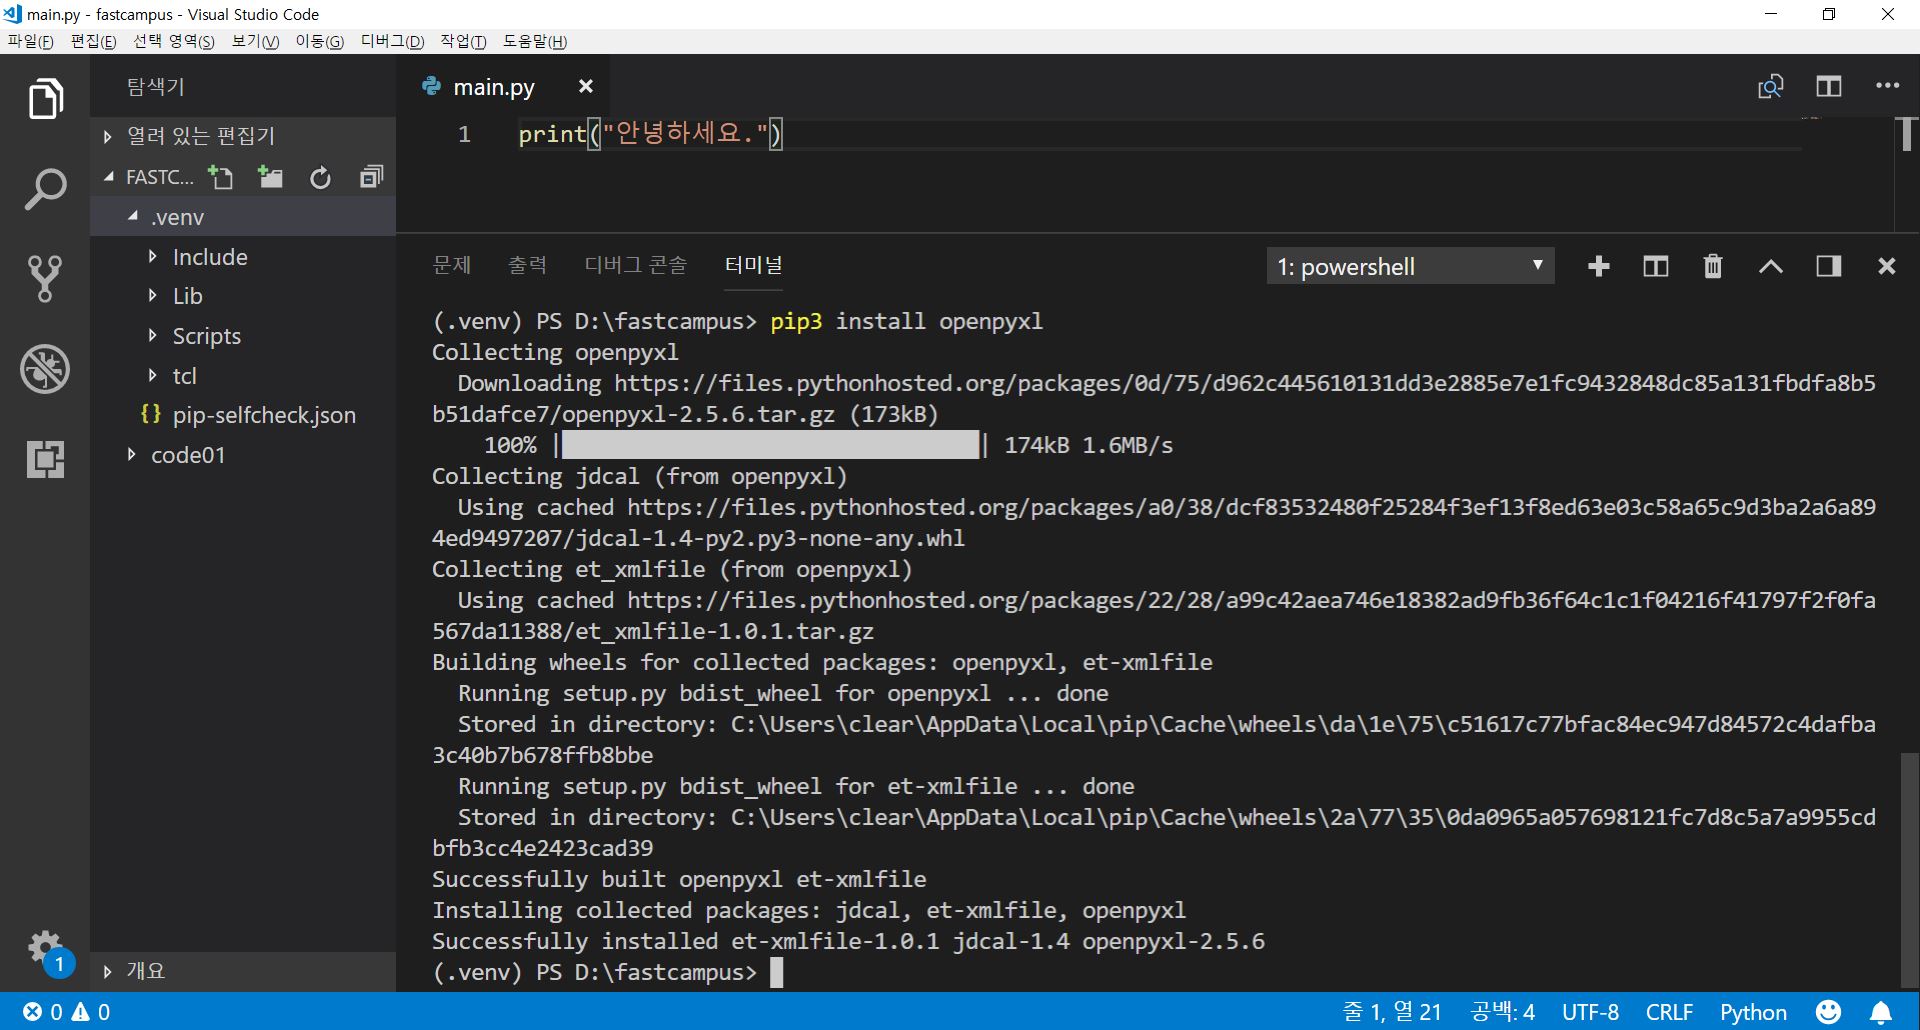 main.py - fastcampus - Visual Studio Code
파일(F) 편집(E) 선택 영역(S) 보기(V) 이동(G) 디버그(D) 작업(T) 도움말(H)
탐색기
열려 있는 편집기
FASTC...
.venv
Include
Lib
Scripts
tcl
{} pip-selfcheck.json
code01
개요
1
main.py
1 print("안녕하세요.")
문제 출력 디버그 콘솔 터미널 1: powershell
(.venv) PS D:\fastcampus> pip3 install openpyxl
Collecting openpyxl
Downloading https://files.pythonhosted.org/packages/0d/75/d962c445610131dd3e2885e7e1fc9432848dc85a131fbdfa8b5
b51dafce7/openpyxl-2.5.6.tar.gz (173kB)
100% || 174kB 1.6MB/s
Collecting jdcal (from openpyxl)
Using cached https://files.pythonhosted.org/packages/a0/38/dcf83532480f25284f3ef13f8ed63e03c58a65c9d3ba2a6a89
4ed9497207/jdcal-1.4-py2.py3-none-any.whl
Collecting et_xmlfile (from openpyxl)
Using cached https://files.pythonhosted.org/packages/22/28/a99c42aea746e18382ad9fb36f64c1c1f04216f41797f2f0fa
567da11388/et_xmlfile-1.0.1.tar.gz
Building wheels for collected packages: openpyxl, et-xmlfile
Running setup.py bdist_wheel for openpyxl ... done
Stored in directory: C:\Users\clear\AppData\Local\pip\Cache\wheels\da\1e\75\c51617c77bfac84ec947d84572c4dafba
3c40b7b678ffb8bbe
Running setup.py bdist_wheel for et-xmlfile ... done
Stored in directory: C:\Users\clear\AppData\Local\pip\Cache\wheels\2a\77\35\0da0965a057698121fc7d8c5a7a9955cd
bfb3cc4e2423cad39
Successfully built openpyxl et-xmlfile
Installing collected packages: jdcal, et-xmlfile, openpyxl
Successfully installed et-xmlfile-1.0.1 jdcal-1.4 openpyxl-2.5.6
(.venv) PS D:\fastcampus>
0 0 줄 1, 열 21 공백: 4 UTF-8 CRLF Python